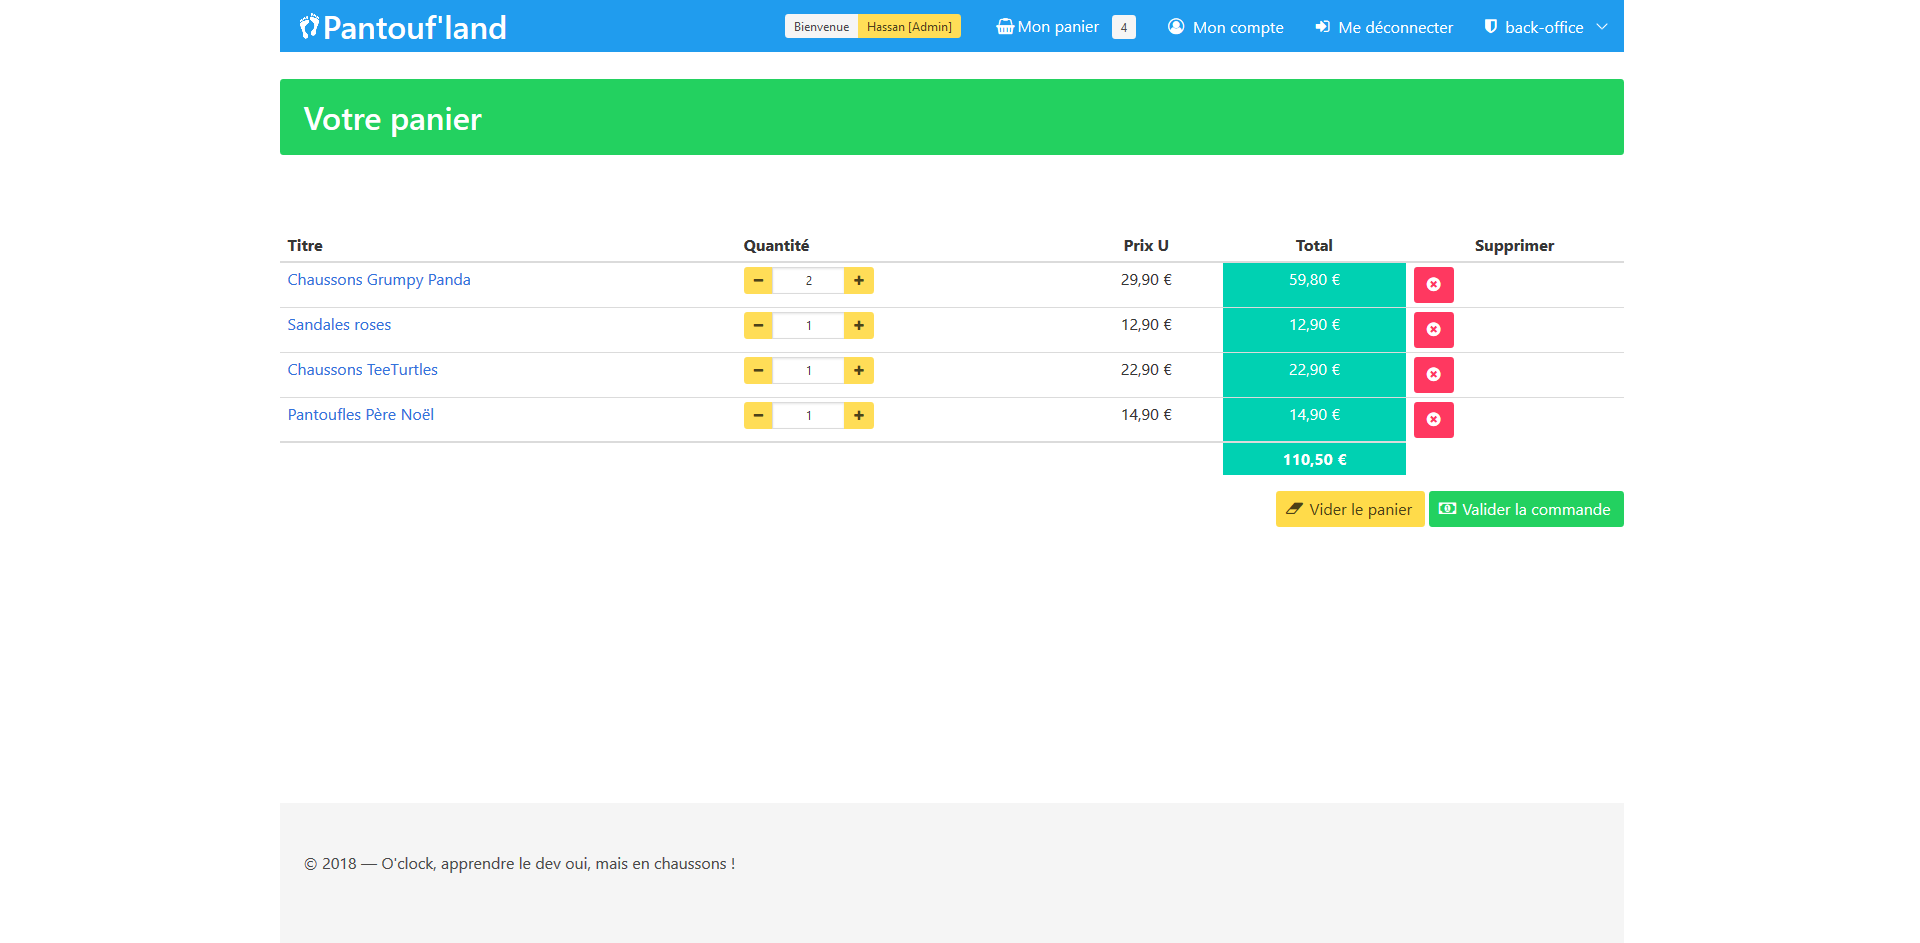 Pantouf'land Bienvenue Hassan [Admin] Mon panier 4 Mon compte Me déconnecter back-office
Votre panier
Titre Quantité Prix U Total Supprimer
Chaussons Grumpy Panda 2 29,90 € 59,80 €
Sandales roses 1 12,90 € 12,90 €
Chaussons TeeTurtles 1 22,90 € 22,90 €
Pantoufles Père Noël 1 14,90 € 14,90 €
110,50 €
Vider le panier Valider la commande
© 2018 — O'clock, apprendre le dev oui, mais en chaussons !